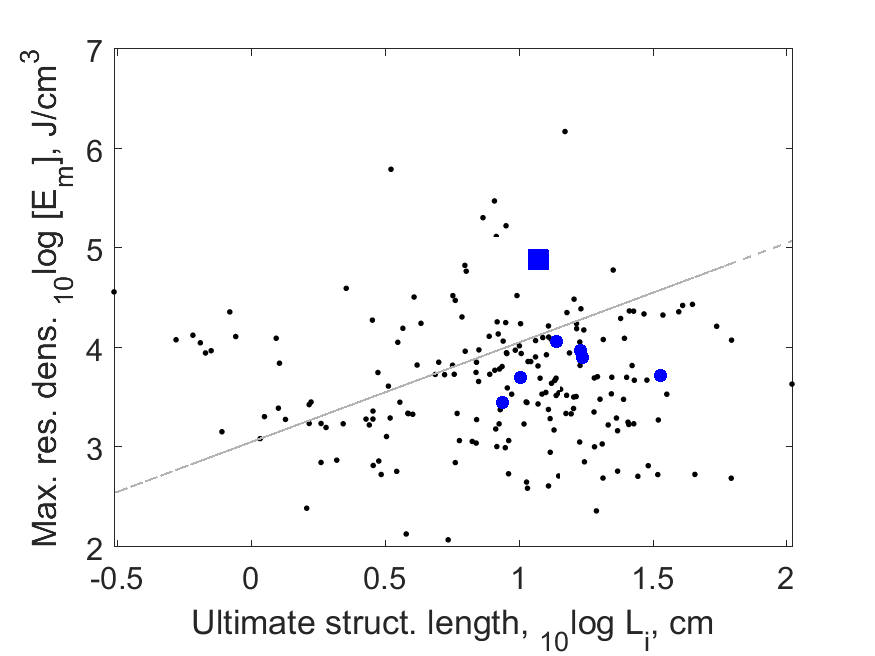 7
6
5
4
3
2
Max. res. dens. 10log [Em], J/cm3
-0.5 0 0.5 1 1.5 2
Ultimate struct. length, 10log Li, cm